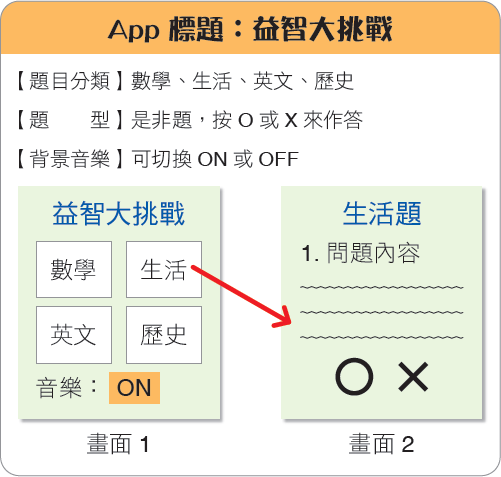 App 標題：益智大挑戰
【題目分類】數學、生活、英文、歷史
【題　　型】是非題，按 O 或 X 來作答
【背景音樂】可切換 ON 或 OFF
益智大挑戰
數學
生活
英文
歷史
音樂： ON
畫面 1
生活題
1. 問題內容
O X
畫面 2